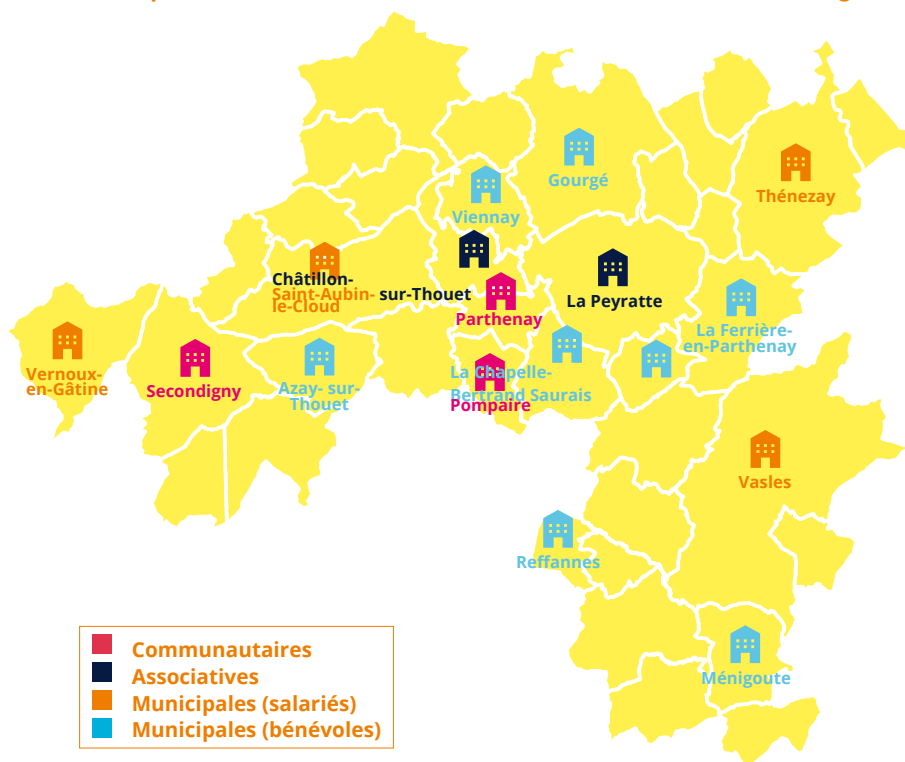 Gourgé
Thénezay
Viennay
Châtillon-
sur-Thouet
Saint-Aubin-
le-Cloud
La Peyratte
Parthenay
La Ferrière-
en-Parthenay
Vernoux-
en-Gâtine
Secondigny
Azay- sur-
Thouet
La Chapelle-
Bertrand Saurais
Pompaire
Vasles
Reffannes
Ménigoute
Communautaires
Associatives
Municipales (salariés)
Municipales (bénévoles)